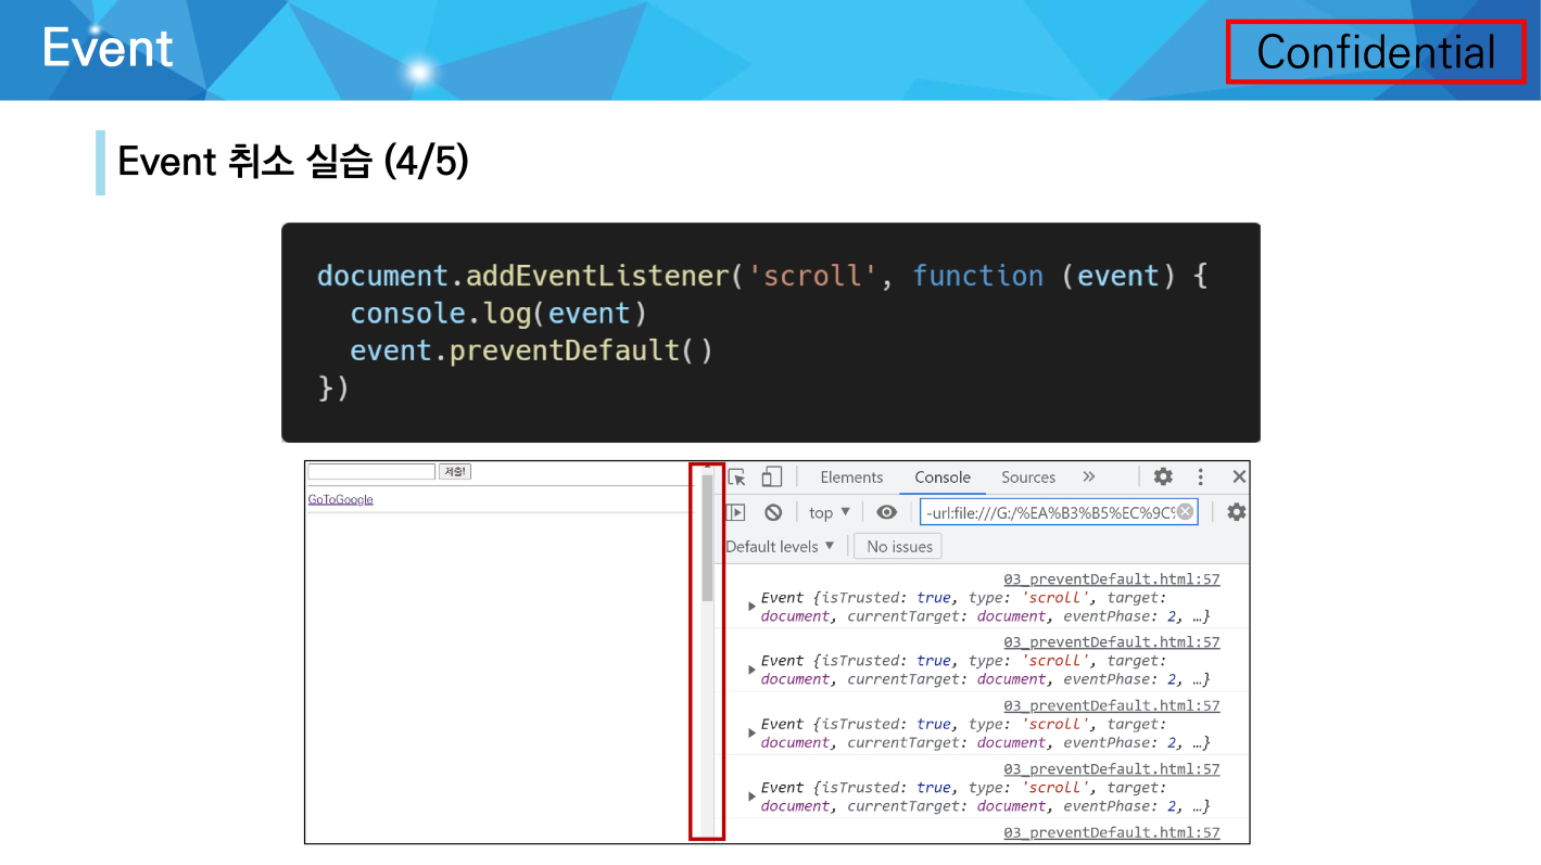 Event
Confidential
Event 취소 실습 (4/5)
document.addEventListener('scroll', function (event) {
  console.log(event)
  event.preventDefault()
})
제출!
GoToGoogle
Elements Console Sources »
top ▼ -url:file:///G:/%EA%B3%B5%EC%9C%
Default levels ▼ No issues
03_preventDefault.html:57
Event {isTrusted: true, type: 'scroll', target:
document, currentTarget: document, eventPhase: 2, …}
03_preventDefault.html:57
Event {isTrusted: true, type: 'scroll', target:
document, currentTarget: document, eventPhase: 2, …}
03_preventDefault.html:57
Event {isTrusted: true, type: 'scroll', target:
document, currentTarget: document, eventPhase: 2, …}
03_preventDefault.html:57
Event {isTrusted: true, type: 'scroll', target:
document, currentTarget: document, eventPhase: 2, …}
03_preventDefault.html:57